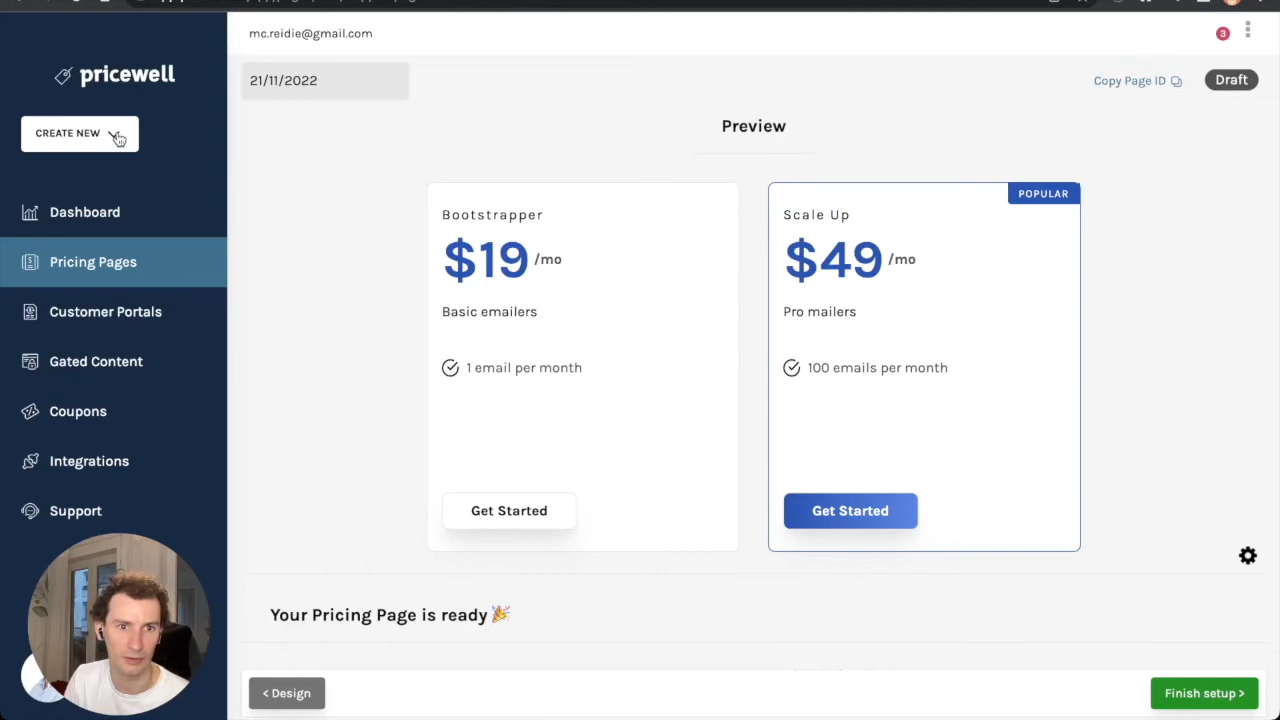 mc.reidie@gmail.com
3
pricewell
21/11/2022
Copy Page ID
Draft
CREATE NEW
Preview
Dashboard
Pricing Pages
Customer Portals
Gated Content
Coupons
Integrations
Support
Bootstrapper
$19 /mo
Basic emailers
1 email per month
Get Started
POPULAR
Scale Up
$49 /mo
Pro mailers
100 emails per month
Get Started
Your Pricing Page is ready
< Design
Finish setup >